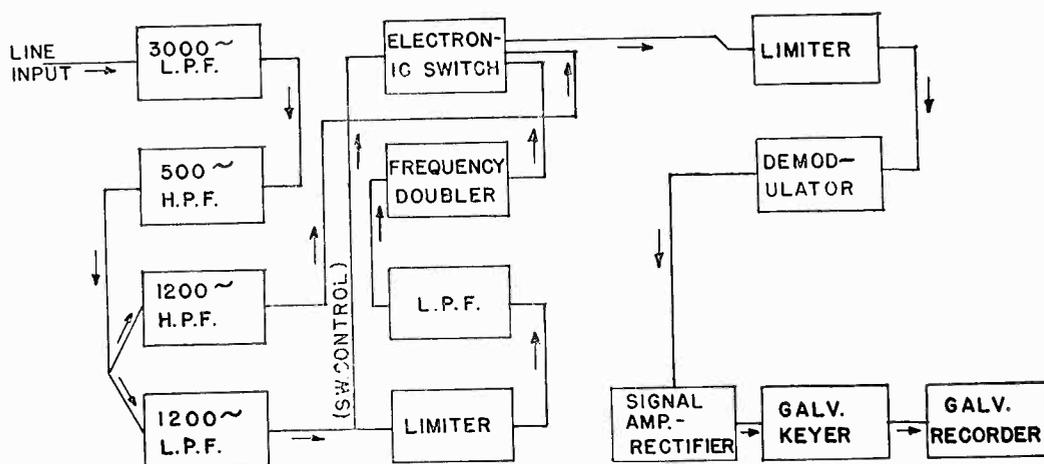 LINE
INPUT
3000~
L.P.F.
500~
H.P.F.
1200~
H.P.F.
1200~
L.P.F.
(SW.CONTROL)
ELECTRON-
IC SWITCH
FREQUENCY
DOUBLER
L.P.F.
LIMITER
LIMITER
DEMOD-
ULATOR
SIGNAL
AMP.-
RECTIFIER
GALV.
KEYER
GALV.
RECORDER